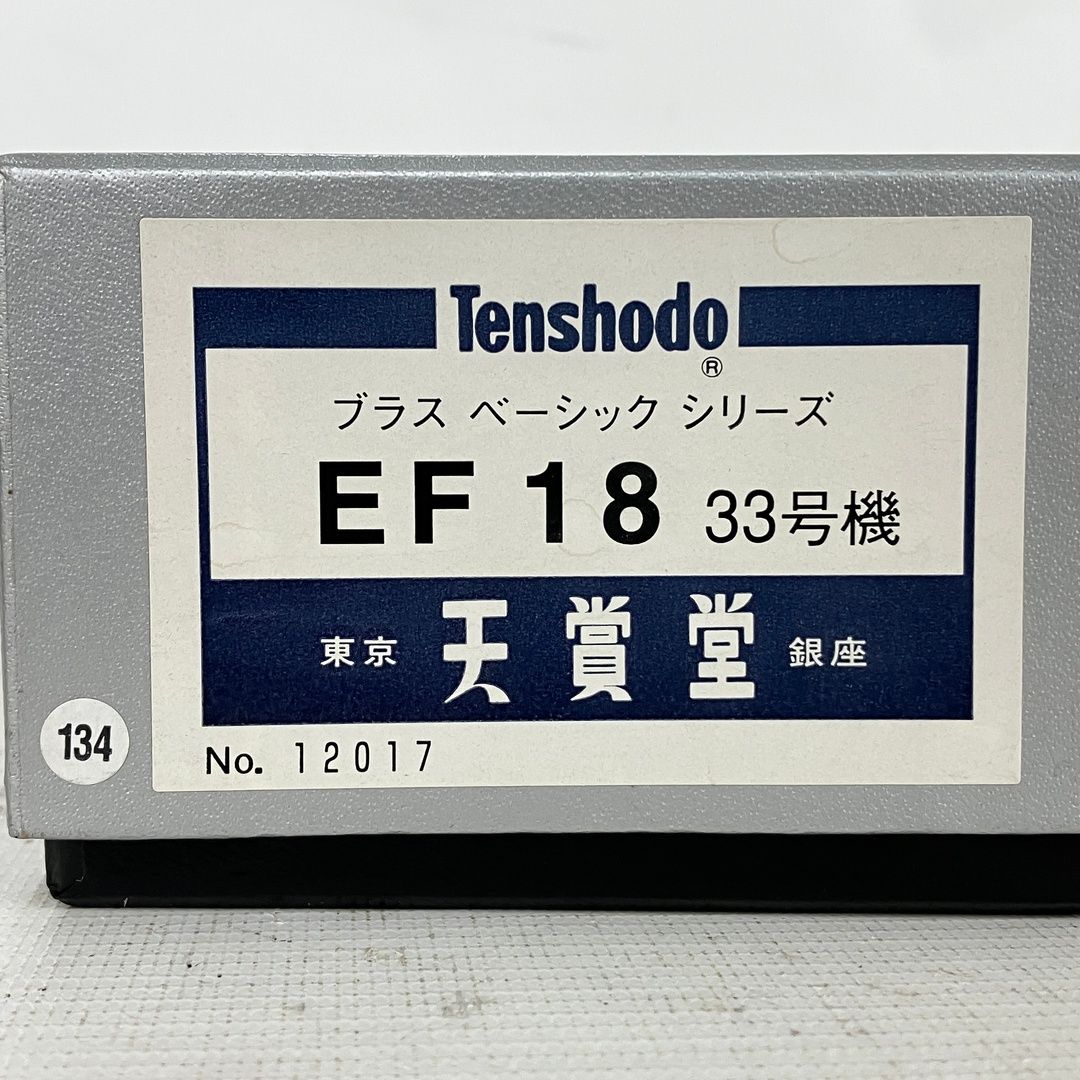 Tenshodo
®
ブラス ベーシック シリーズ
EF 18 33号機
東京 天賞堂 銀座
134
No. 12017